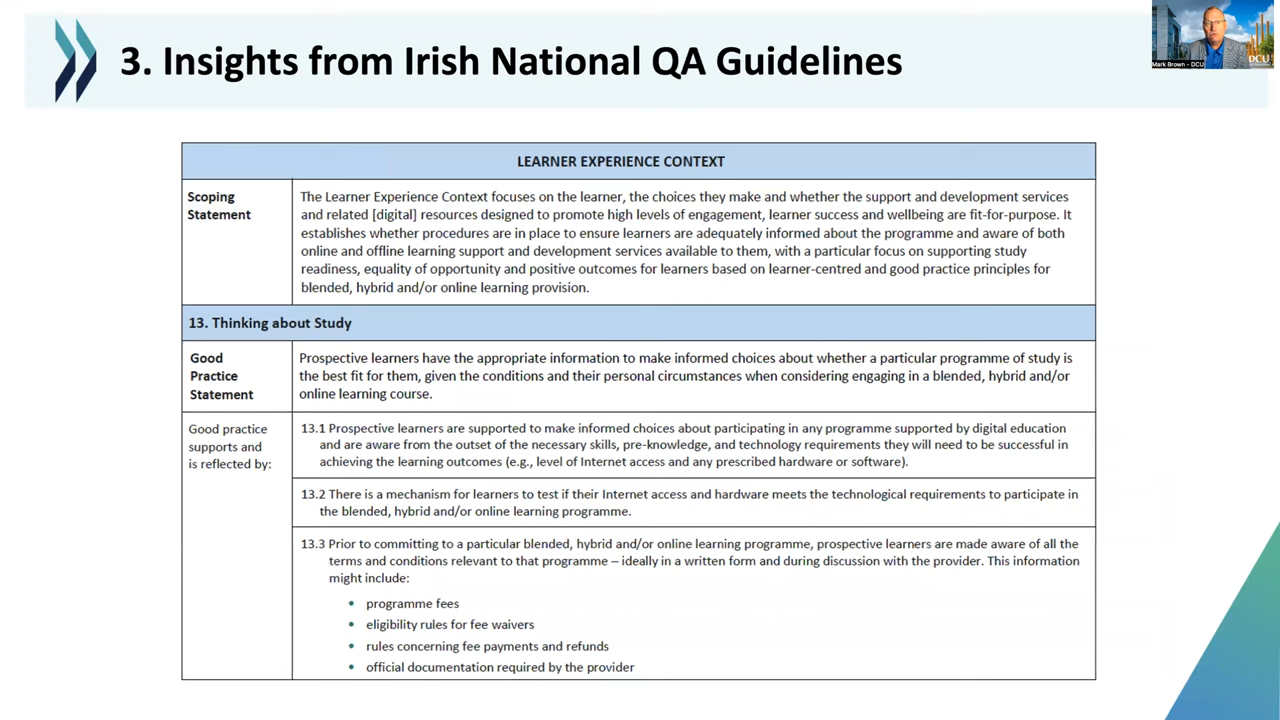 3. Insights from Irish National QA Guidelines
Mark Brown - DCU
DCU
LEARNER EXPERIENCE CONTEXT
Scoping
Statement
The Learner Experience Context focuses on the learner, the choices they make and whether the support and development services
and related [digital] resources designed to promote high levels of engagement, learner success and wellbeing are fit-for-purpose. It
establishes whether procedures are in place to ensure learners are adequately informed about the programme and aware of both
online and offline learning support and development services available to them, with a particular focus on supporting study
readiness, equality of opportunity and positive outcomes for learners based on learner-centred and good practice principles for
blended, hybrid and/or online learning provision.
13. Thinking about Study
Good
Practice
Statement
Prospective learners have the appropriate information to make informed choices about whether a particular programme of study is
the best fit for them, given the conditions and their personal circumstances when considering engaging in a blended, hybrid and/or
online learning course.
Good practice
supports and
is reflected by:
13.1 Prospective learners are supported to make informed choices about participating in any programme supported by digital education
and are aware from the outset of the necessary skills, pre-knowledge, and technology requirements they will need to be successful in
achieving the learning outcomes (e.g., level of Internet access and any prescribed hardware or software).
13.2 There is a mechanism for learners to test if their Internet access and hardware meets the technological requirements to participate in
the blended, hybrid and/or online learning programme.
13.3 Prior to committing to a particular blended, hybrid and/or online learning programme, prospective learners are made aware of all the
terms and conditions relevant to that programme – ideally in a written form and during discussion with the provider. This information
might include:
• programme fees
• eligibility rules for fee waivers
• rules concerning fee payments and refunds
• official documentation required by the provider